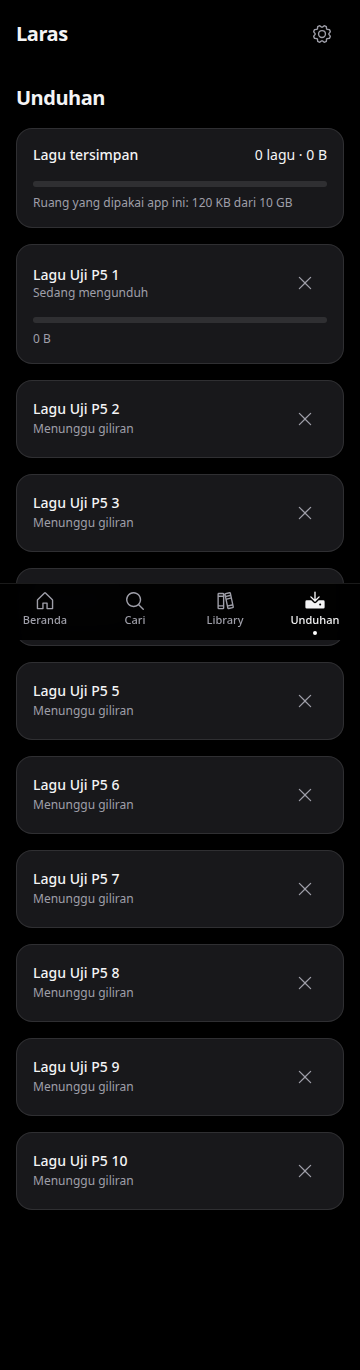 Laras
Unduhan
Lagu tersimpan
0 lagu · 0 B
Ruang yang dipakai app ini: 120 KB dari 10 GB
Lagu Uji P5 1
Sedang mengunduh
0 B
Lagu Uji P5 2
Menunggu giliran
Lagu Uji P5 3
Menunggu giliran
Beranda
Cari
Library
Unduhan
Lagu Uji P5 5
Menunggu giliran
Lagu Uji P5 6
Menunggu giliran
Lagu Uji P5 7
Menunggu giliran
Lagu Uji P5 8
Menunggu giliran
Lagu Uji P5 9
Menunggu giliran
Lagu Uji P5 10
Menunggu giliran